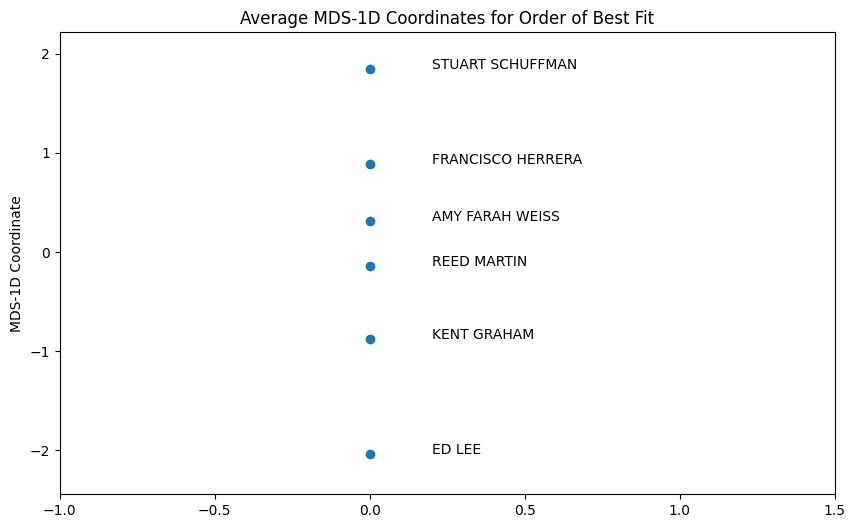 Average MDS-1D Coordinates for Order of Best Fit
MDS-1D Coordinate
2
1
0
−1
−2
STUART SCHUFFMAN
FRANCISCO HERRERA
AMY FARAH WEISS
REED MARTIN
KENT GRAHAM
ED LEE
−1.0
−0.5
0.0
0.5
1.0
1.5